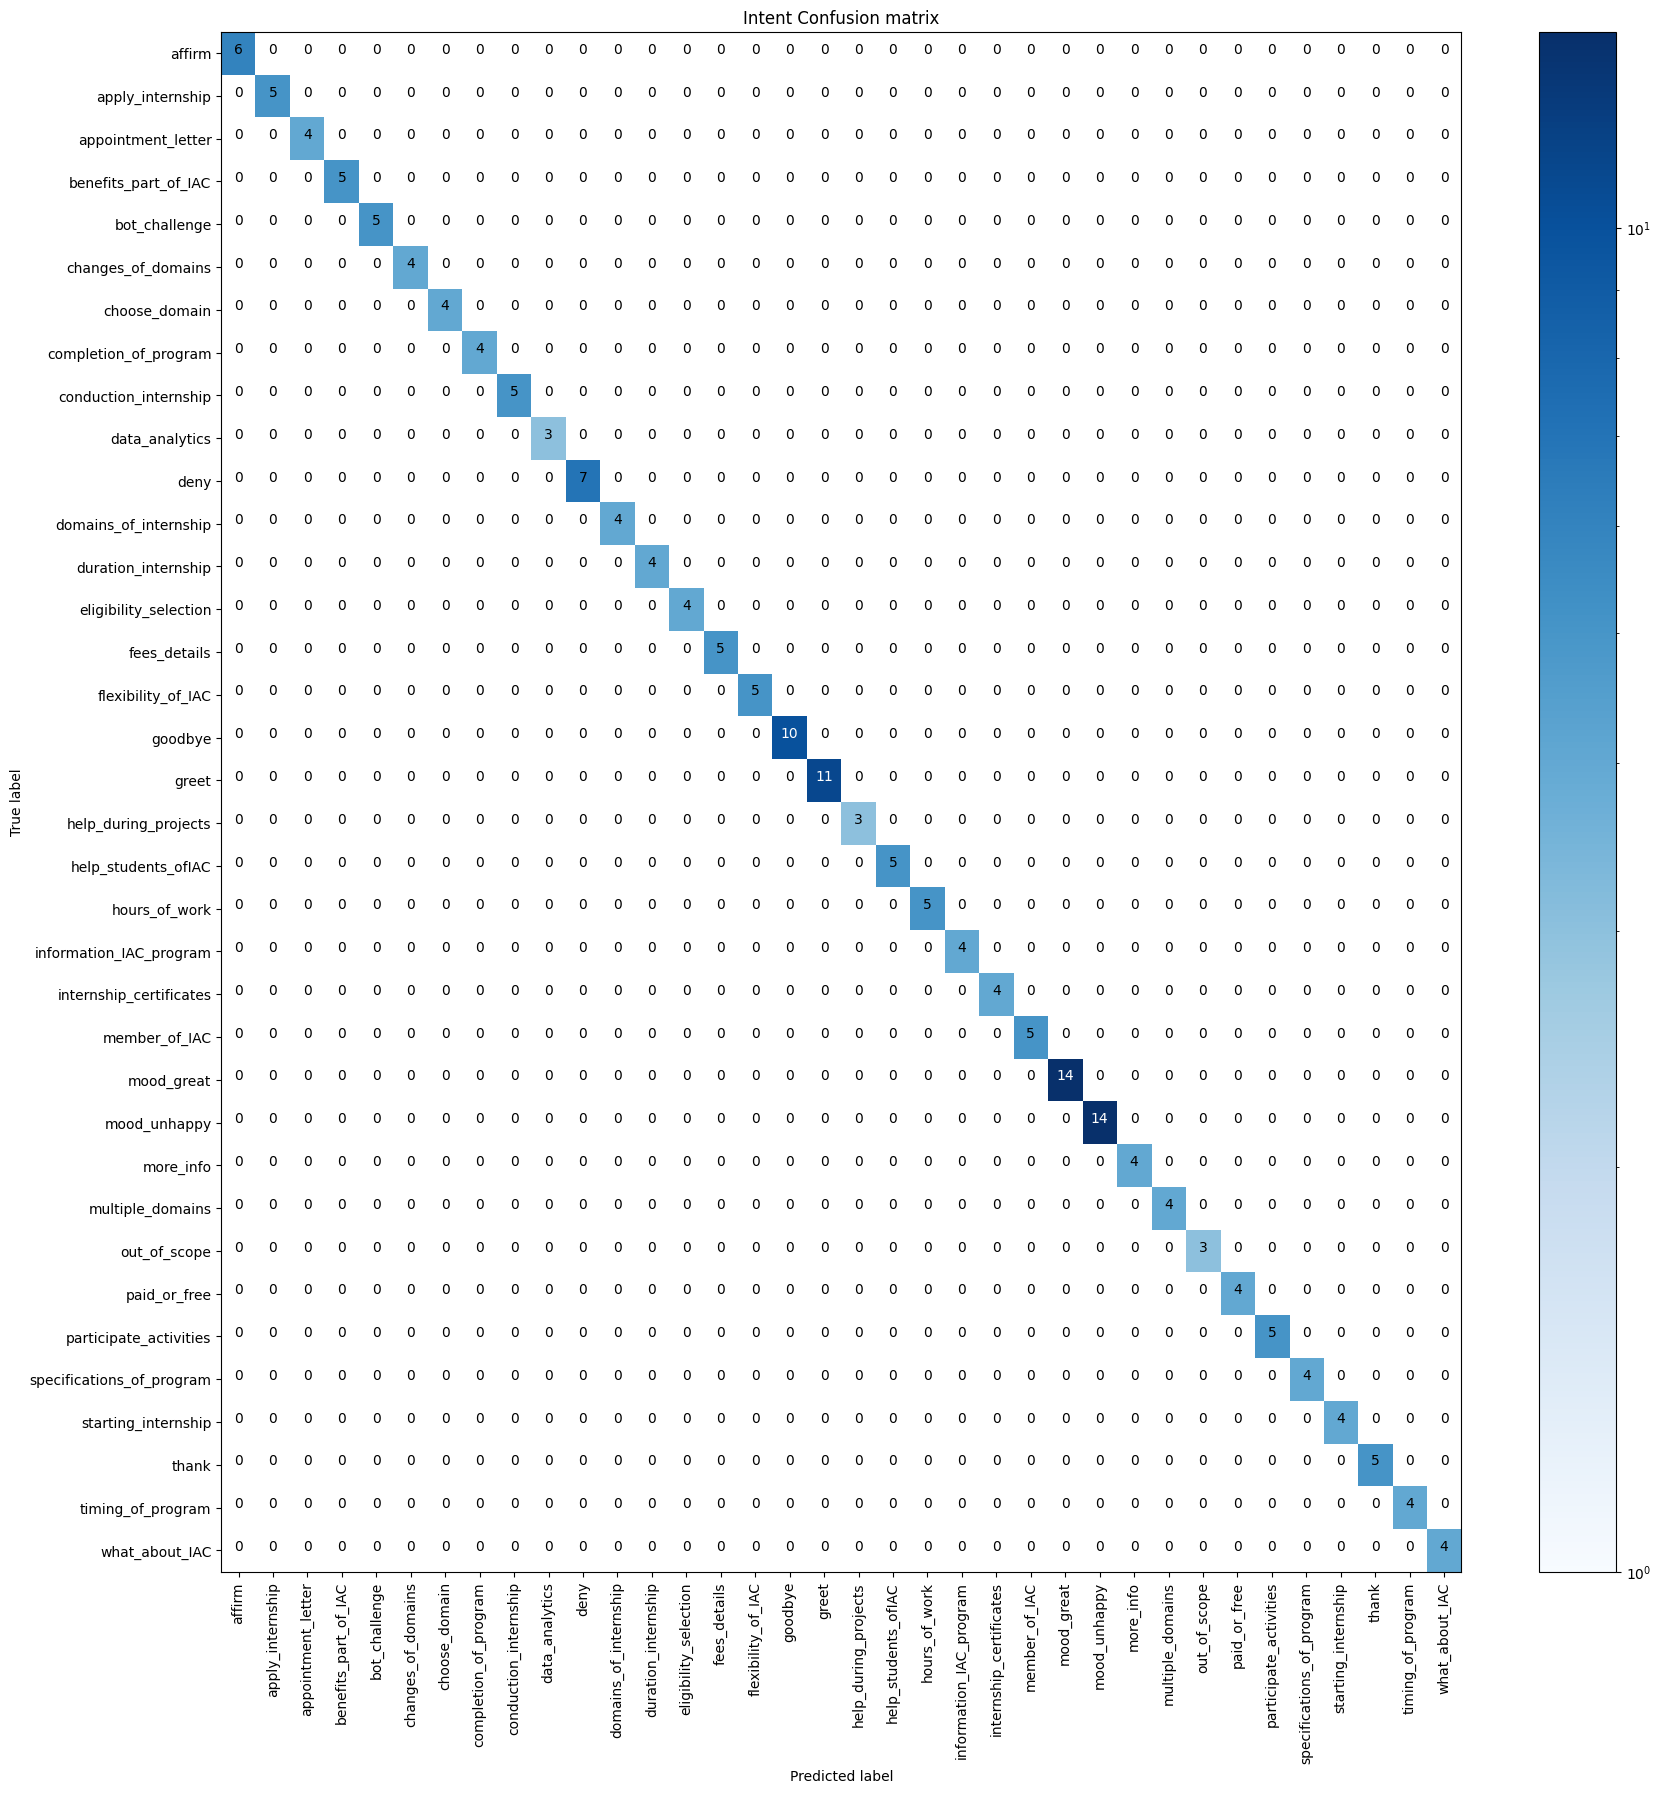 Intent Confusion matrix
True label
affirm 6 0 0 0 0 0 0 0 0 0 0 0 0 0 0 0 0 0 0 0 0 0 0 0 0 0 0 0 0 0 0 0 0 0 0 0
apply_internship 0 5 0 0 0 0 0 0 0 0 0 0 0 0 0 0 0 0 0 0 0 0 0 0 0 0 0 0 0 0 0 0 0 0 0 0
appointment_letter 0 0 4 0 0 0 0 0 0 0 0 0 0 0 0 0 0 0 0 0 0 0 0 0 0 0 0 0 0 0 0 0 0 0 0 0
benefits_part_of_IAC 0 0 0 5 0 0 0 0 0 0 0 0 0 0 0 0 0 0 0 0 0 0 0 0 0 0 0 0 0 0 0 0 0 0 0 0
bot_challenge 0 0 0 0 5 0 0 0 0 0 0 0 0 0 0 0 0 0 0 0 0 0 0 0 0 0 0 0 0 0 0 0 0 0 0 0
changes_of_domains 0 0 0 0 0 4 0 0 0 0 0 0 0 0 0 0 0 0 0 0 0 0 0 0 0 0 0 0 0 0 0 0 0 0 0 0
choose_domain 0 0 0 0 0 0 4 0 0 0 0 0 0 0 0 0 0 0 0 0 0 0 0 0 0 0 0 0 0 0 0 0 0 0 0 0
completion_of_program 0 0 0 0 0 0 0 4 0 0 0 0 0 0 0 0 0 0 0 0 0 0 0 0 0 0 0 0 0 0 0 0 0 0 0 0
conduction_internship 0 0 0 0 0 0 0 0 5 0 0 0 0 0 0 0 0 0 0 0 0 0 0 0 0 0 0 0 0 0 0 0 0 0 0 0
data_analytics 0 0 0 0 0 0 0 0 0 3 0 0 0 0 0 0 0 0 0 0 0 0 0 0 0 0 0 0 0 0 0 0 0 0 0 0
deny 0 0 0 0 0 0 0 0 0 0 7 0 0 0 0 0 0 0 0 0 0 0 0 0 0 0 0 0 0 0 0 0 0 0 0 0
domains_of_internship 0 0 0 0 0 0 0 0 0 0 0 4 0 0 0 0 0 0 0 0 0 0 0 0 0 0 0 0 0 0 0 0 0 0 0 0
duration_internship 0 0 0 0 0 0 0 0 0 0 0 0 4 0 0 0 0 0 0 0 0 0 0 0 0 0 0 0 0 0 0 0 0 0 0 0
eligibility_selection 0 0 0 0 0 0 0 0 0 0 0 0 0 4 0 0 0 0 0 0 0 0 0 0 0 0 0 0 0 0 0 0 0 0 0 0
fees_details 0 0 0 0 0 0 0 0 0 0 0 0 0 0 5 0 0 0 0 0 0 0 0 0 0 0 0 0 0 0 0 0 0 0 0 0
flexibility_of_IAC 0 0 0 0 0 0 0 0 0 0 0 0 0 0 0 5 0 0 0 0 0 0 0 0 0 0 0 0 0 0 0 0 0 0 0 0
goodbye 0 0 0 0 0 0 0 0 0 0 0 0 0 0 0 0 10 0 0 0 0 0 0 0 0 0 0 0 0 0 0 0 0 0 0 0
greet 0 0 0 0 0 0 0 0 0 0 0 0 0 0 0 0 0 11 0 0 0 0 0 0 0 0 0 0 0 0 0 0 0 0 0 0
help_during_projects 0 0 0 0 0 0 0 0 0 0 0 0 0 0 0 0 0 0 3 0 0 0 0 0 0 0 0 0 0 0 0 0 0 0 0 0
help_students_ofIAC 0 0 0 0 0 0 0 0 0 0 0 0 0 0 0 0 0 0 0 5 0 0 0 0 0 0 0 0 0 0 0 0 0 0 0 0
hours_of_work 0 0 0 0 0 0 0 0 0 0 0 0 0 0 0 0 0 0 0 0 5 0 0 0 0 0 0 0 0 0 0 0 0 0 0 0
information_IAC_program 0 0 0 0 0 0 0 0 0 0 0 0 0 0 0 0 0 0 0 0 0 4 0 0 0 0 0 0 0 0 0 0 0 0 0 0
internship_certificates 0 0 0 0 0 0 0 0 0 0 0 0 0 0 0 0 0 0 0 0 0 0 4 0 0 0 0 0 0 0 0 0 0 0 0 0
member_of_IAC 0 0 0 0 0 0 0 0 0 0 0 0 0 0 0 0 0 0 0 0 0 0 0 5 0 0 0 0 0 0 0 0 0 0 0 0
mood_great 0 0 0 0 0 0 0 0 0 0 0 0 0 0 0 0 0 0 0 0 0 0 0 0 14 0 0 0 0 0 0 0 0 0 0 0
mood_unhappy 0 0 0 0 0 0 0 0 0 0 0 0 0 0 0 0 0 0 0 0 0 0 0 0 0 14 0 0 0 0 0 0 0 0 0 0
more_info 0 0 0 0 0 0 0 0 0 0 0 0 0 0 0 0 0 0 0 0 0 0 0 0 0 0 4 0 0 0 0 0 0 0 0 0
multiple_domains 0 0 0 0 0 0 0 0 0 0 0 0 0 0 0 0 0 0 0 0 0 0 0 0 0 0 0 4 0 0 0 0 0 0 0 0
out_of_scope 0 0 0 0 0 0 0 0 0 0 0 0 0 0 0 0 0 0 0 0 0 0 0 0 0 0 0 0 3 0 0 0 0 0 0 0
paid_or_free 0 0 0 0 0 0 0 0 0 0 0 0 0 0 0 0 0 0 0 0 0 0 0 0 0 0 0 0 0 4 0 0 0 0 0 0
participate_activities 0 0 0 0 0 0 0 0 0 0 0 0 0 0 0 0 0 0 0 0 0 0 0 0 0 0 0 0 0 0 5 0 0 0 0 0
specifications_of_program 0 0 0 0 0 0 0 0 0 0 0 0 0 0 0 0 0 0 0 0 0 0 0 0 0 0 0 0 0 0 0 4 0 0 0 0
starting_internship 0 0 0 0 0 0 0 0 0 0 0 0 0 0 0 0 0 0 0 0 0 0 0 0 0 0 0 0 0 0 0 0 4 0 0 0
thank 0 0 0 0 0 0 0 0 0 0 0 0 0 0 0 0 0 0 0 0 0 0 0 0 0 0 0 0 0 0 0 0 0 5 0 0
timing_of_program 0 0 0 0 0 0 0 0 0 0 0 0 0 0 0 0 0 0 0 0 0 0 0 0 0 0 0 0 0 0 0 0 0 0 4 0
what_about_IAC 0 0 0 0 0 0 0 0 0 0 0 0 0 0 0 0 0 0 0 0 0 0 0 0 0 0 0 0 0 0 0 0 0 0 0 4
affirm
apply_internship
appointment_letter
benefits_part_of_IAC
bot_challenge
changes_of_domains
choose_domain
completion_of_program
conduction_internship
data_analytics
deny
domains_of_internship
duration_internship
eligibility_selection
fees_details
flexibility_of_IAC
goodbye
greet
help_during_projects
help_students_ofIAC
hours_of_work
information_IAC_program
internship_certificates
member_of_IAC
mood_great
mood_unhappy
more_info
multiple_domains
out_of_scope
paid_or_free
participate_activities
specifications_of_program
starting_internship
thank
timing_of_program
what_about_IAC
Predicted label
10¹
10⁰